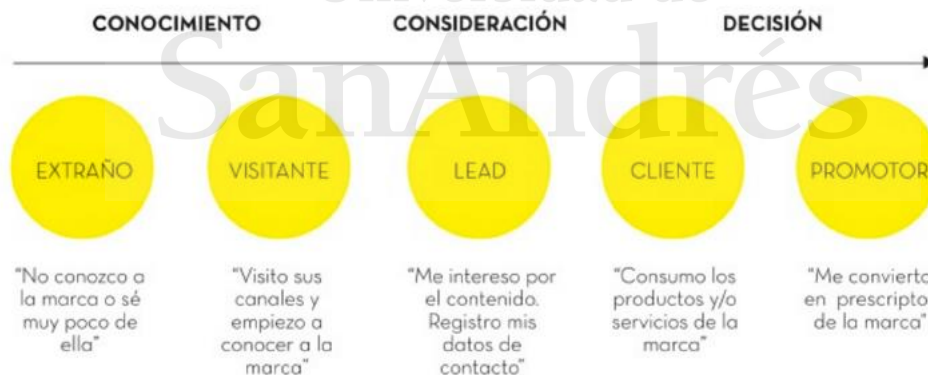 Universidad de
SanAndrés
CONOCIMIENTO
CONSIDERACIÓN
DECISIÓN
EXTRAÑO
VISITANTE
LEAD
CLIENTE
PROMOTOR
"No conozco a
la marca o sé
muy poco de
ella"
"Visito sus
canales y
empiezo a
conocer a la
marca"
"Me intereso por
el contenido.
Registro mis
datos de
contacto"
"Consumo los
productos y/o
servicios de la
marca"
"Me convierto
en prescripto
de la marca"